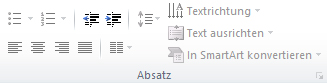 Textrichtung
Text ausrichten
In SmartArt konvertieren
Absatz